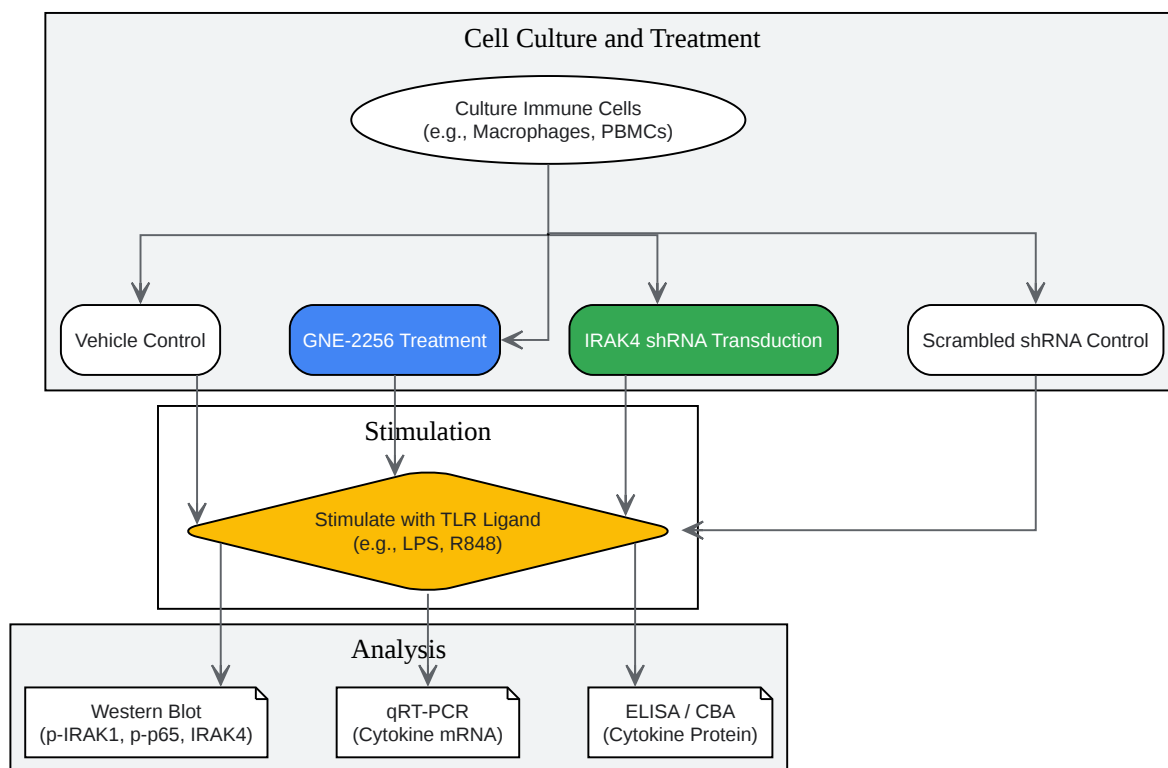 Cell Culture and Treatment
Culture Immune Cells
(e.g., Macrophages, PBMCs)
Vehicle Control
GNE-2256 Treatment
IRAK4 shRNA Transduction
Scrambled shRNA Control
Stimulation
Stimulate with TLR Ligand
(e.g., LPS, R848)
Analysis
Western Blot
(p-IRAK1, p-p65, IRAK4)
qRT-PCR
(Cytokine mRNA)
ELISA / CBA
(Cytokine Protein)